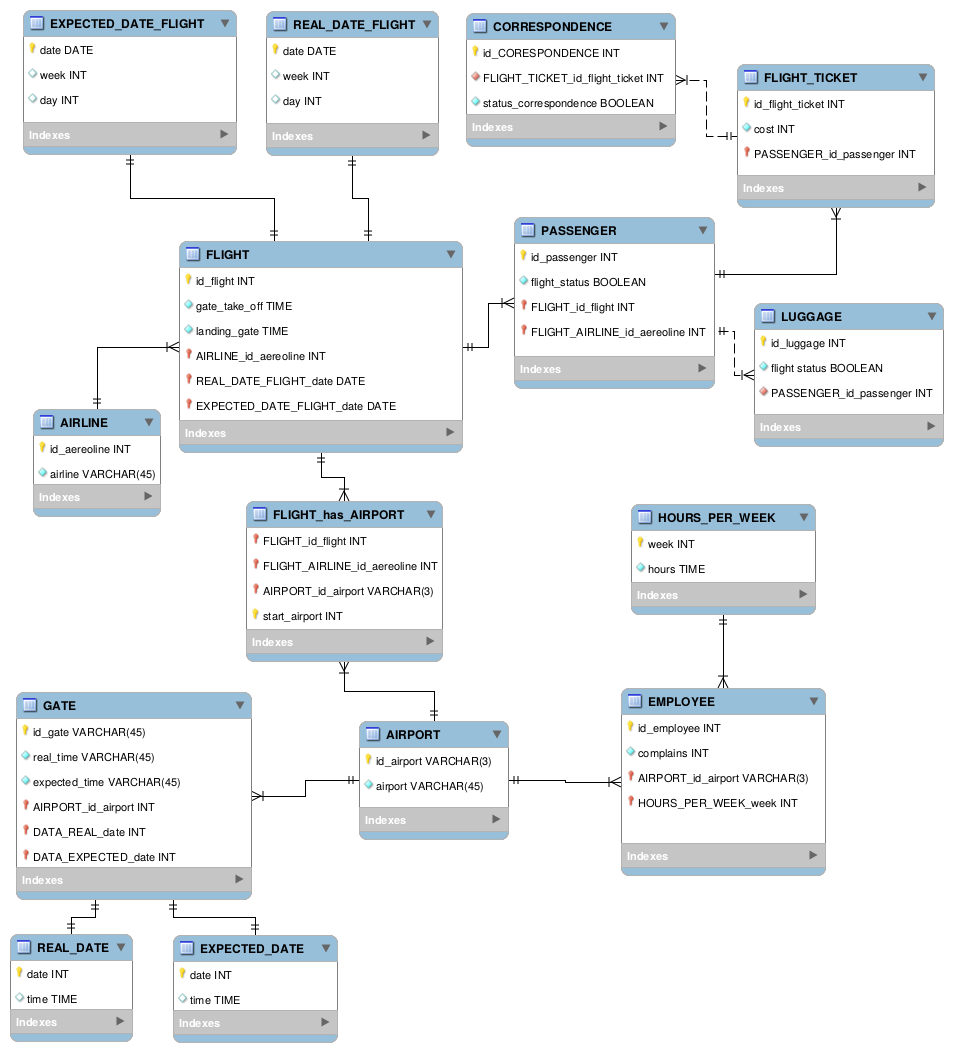 EXPECTED_DATE_FLIGHT
date DATE
week INT
day INT
Indexes
REAL_DATE_FLIGHT
date DATE
week INT
day INT
Indexes
CORRESPONDENCE
id_CORESPONDENCE INT
FLIGHT_TICKET_id_flight_ticket INT
status_correspondence BOOLEAN
Indexes
FLIGHT_TICKET
id_flight_ticket INT
cost INT
PASSENGER_id_passenger INT
Indexes
FLIGHT
id_flight INT
gate_take_off TIME
landing_gate TIME
AIRLINE_id_aereoline INT
REAL_DATE_FLIGHT_date DATE
EXPECTED_DATE_FLIGHT_date DATE
Indexes
PASSENGER
id_passenger INT
flight_status BOOLEAN
FLIGHT_id_flight INT
FLIGHT_AIRLINE_id_aereoline INT
Indexes
LUGGAGE
id_luggage INT
flight status BOOLEAN
PASSENGER_id_passenger INT
Indexes
AIRLINE
id_aereoline INT
airline VARCHAR(45)
Indexes
FLIGHT_has_AIRPORT
FLIGHT_id_flight INT
FLIGHT_AIRLINE_id_aereoline INT
AIRPORT_id_airport VARCHAR(3)
start_airport INT
Indexes
HOURS_PER_WEEK
week INT
hours TIME
Indexes
GATE
id_gate VARCHAR(45)
real_time VARCHAR(45)
expected_time VARCHAR(45)
AIRPORT_id_airport INT
DATA_REAL_date INT
DATA_EXPECTED_date INT
Indexes
AIRPORT
id_airport VARCHAR(3)
airport VARCHAR(45)
Indexes
EMPLOYEE
id_employee INT
complains INT
AIRPORT_id_airport VARCHAR(3)
HOURS_PER_WEEK_week INT
Indexes
REAL_DATE
date INT
time TIME
Indexes
EXPECTED_DATE
date INT
time TIME
Indexes